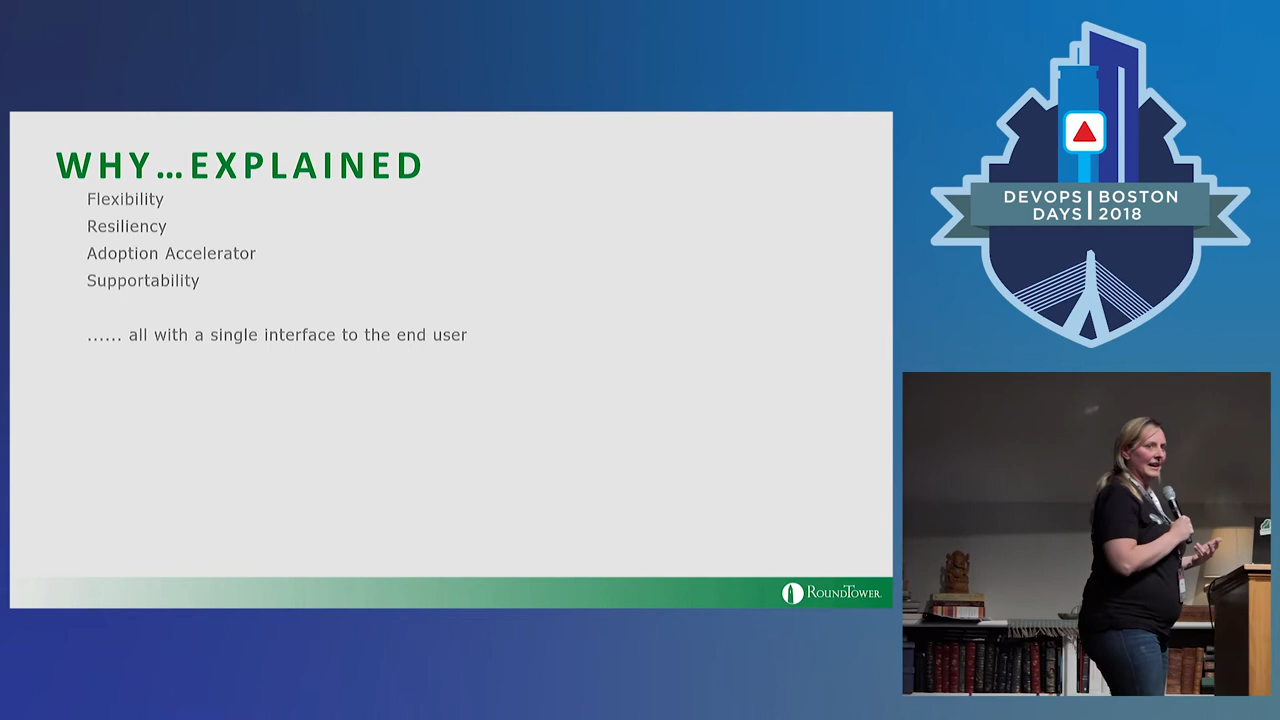 WHY…EXPLAINED
Flexibility
Resiliency
Adoption Accelerator
Supportability
...... all with a single interface to the end user
ROUNDTOWER
DEVOPS DAYS
BOSTON 2018